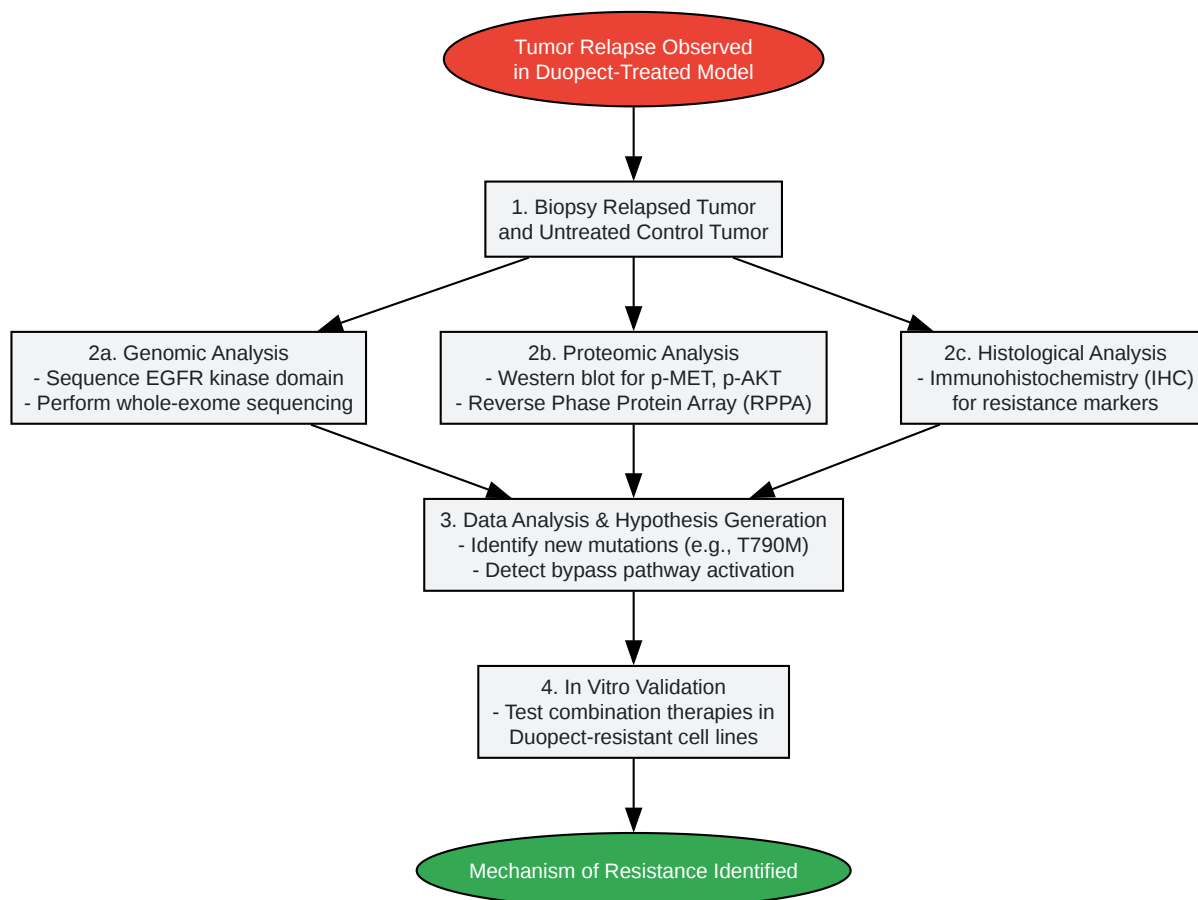 Tumor Relapse Observed
in Duopect-Treated Model
1. Biopsy Relapsed Tumor
and Untreated Control Tumor
2a. Genomic Analysis
- Sequence EGFR kinase domain
- Perform whole-exome sequencing
2b. Proteomic Analysis
- Western blot for p-MET, p-AKT
- Reverse Phase Protein Array (RPPA)
2c. Histological Analysis
- Immunohistochemistry (IHC)
for resistance markers
3. Data Analysis & Hypothesis Generation
- Identify new mutations (e.g., T790M)
- Detect bypass pathway activation
4. In Vitro Validation
- Test combination therapies in
Duopect-resistant cell lines
Mechanism of Resistance Identified